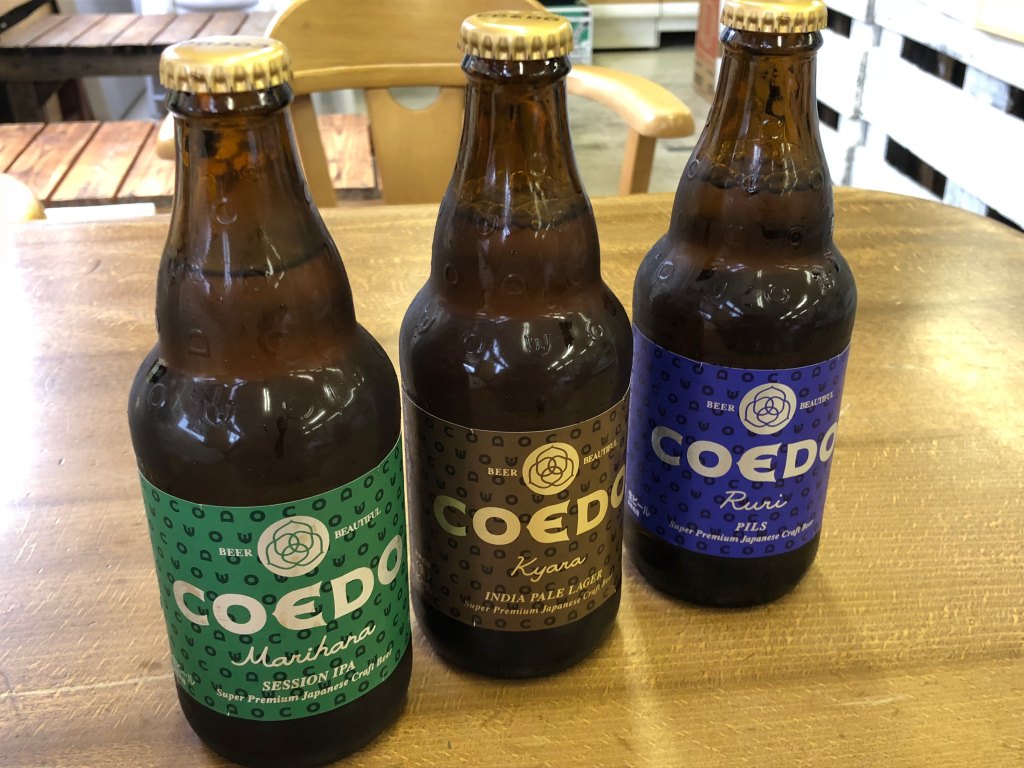 BEER BEAUTIFUL
COEDO
Marihana
SESSION IPA
Super Premium Japanese Craft Beer
BEER BEAUTIFUL
COEDO
Kyara
INDIA PALE LAGER
Super Premium Japanese Craft Beer
BEER BEAUTIFUL
COEDO
Ruri
PILS
Super Premium Japanese Craft Beer